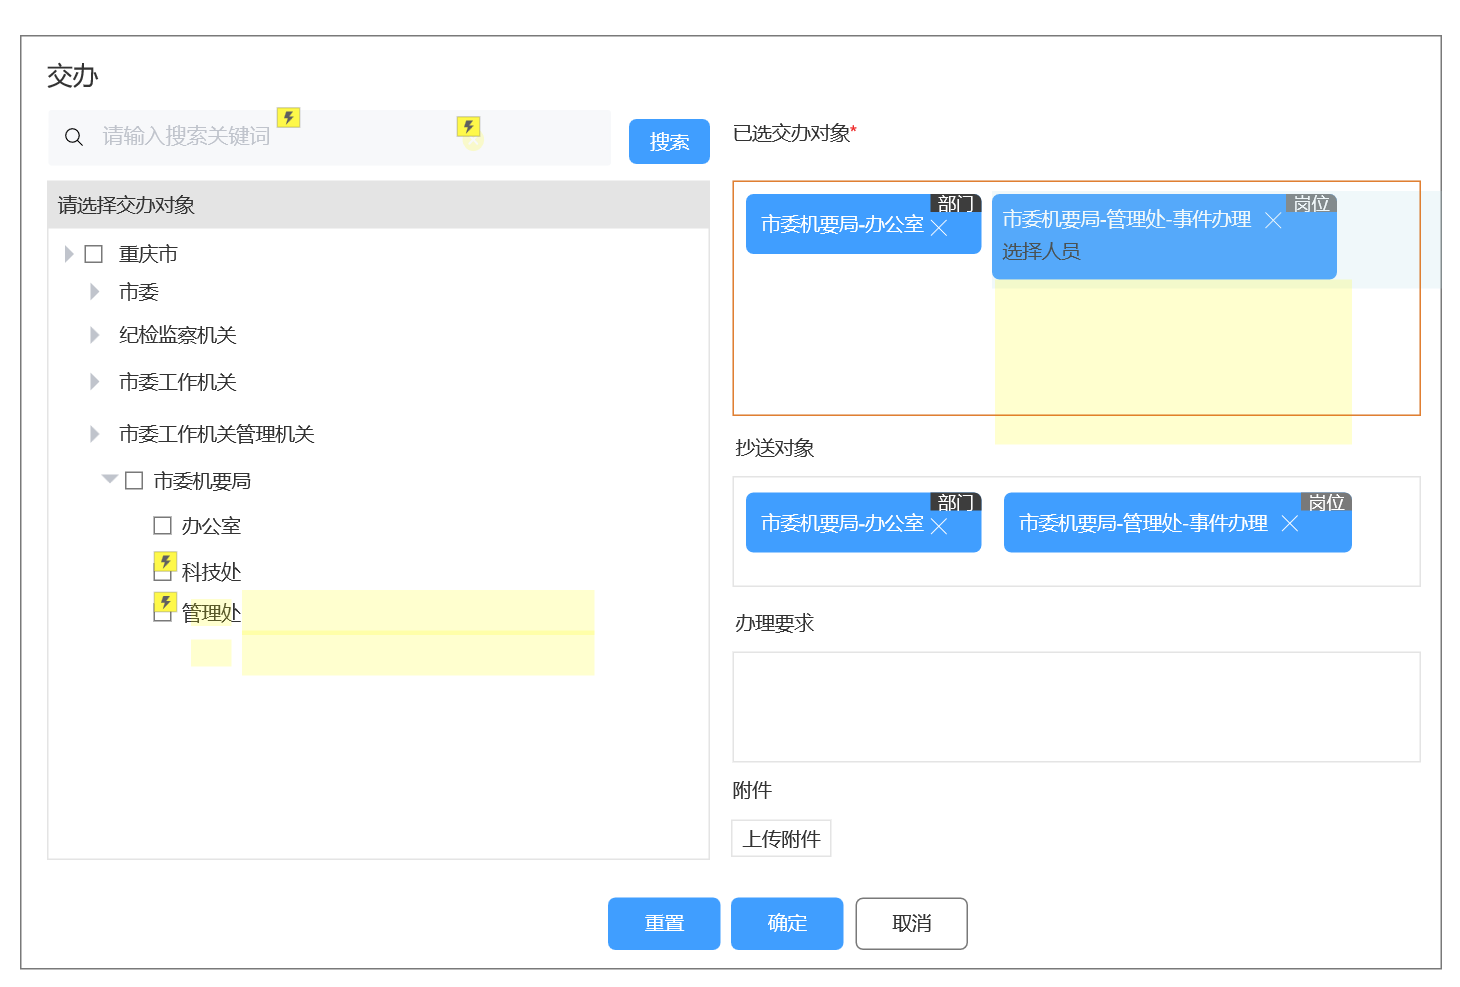 交办
请输入搜索关键词
搜索
请选择交办对象
重庆市
市委
纪检监察机关
市委工作机关
市委工作机关管理机关
市委机要局
办公室
科技处
管理处
已选交办对象*
市委机要局-办公室
部门
市委机要局-管理处-事件办理
岗位
选择人员
抄送对象
市委机要局-办公室
部门
市委机要局-管理处-事件办理
岗位
办理要求
附件
上传附件
重置
确定
取消